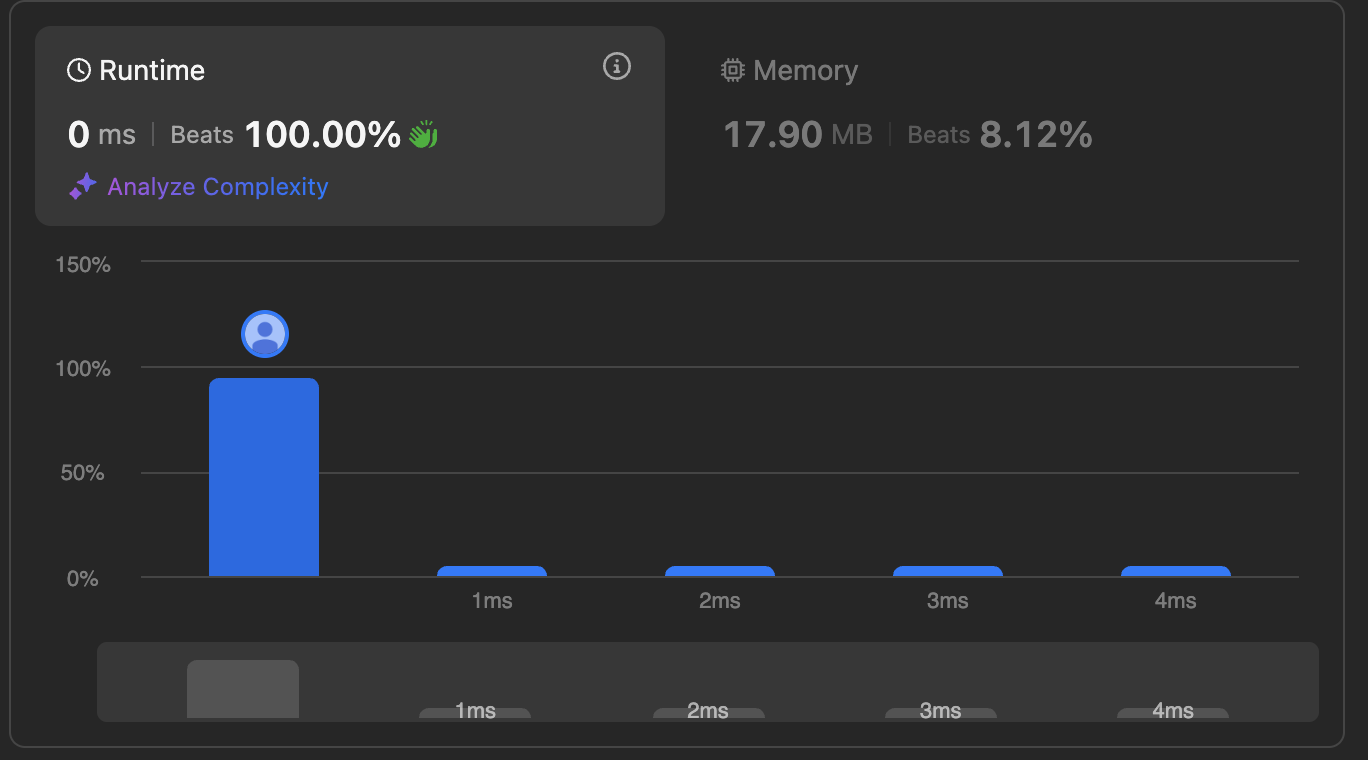 Runtime
0 ms | Beats 100.00%
Analyze Complexity
Memory
17.90 MB | Beats 8.12%
150%
100%
50%
0%
1ms 2ms 3ms 4ms
1ms 2ms 3ms 4ms